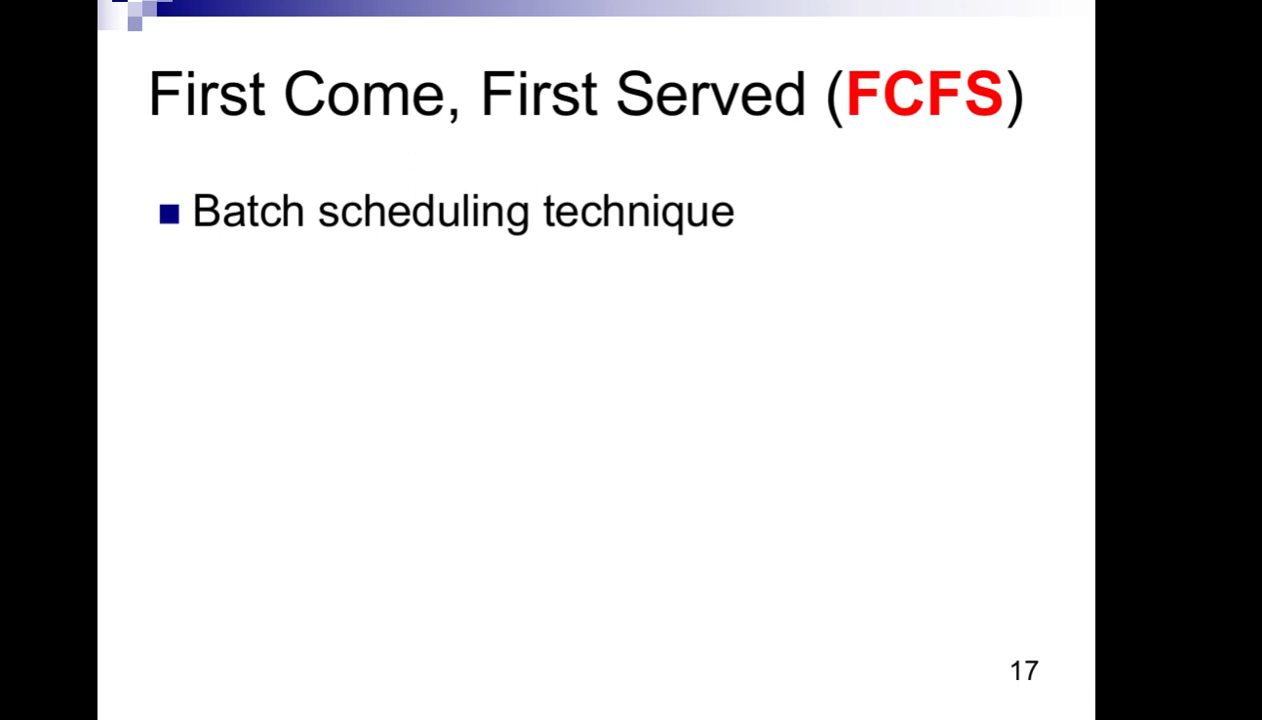 First Come, First Served (FCFS)
Batch scheduling technique
17